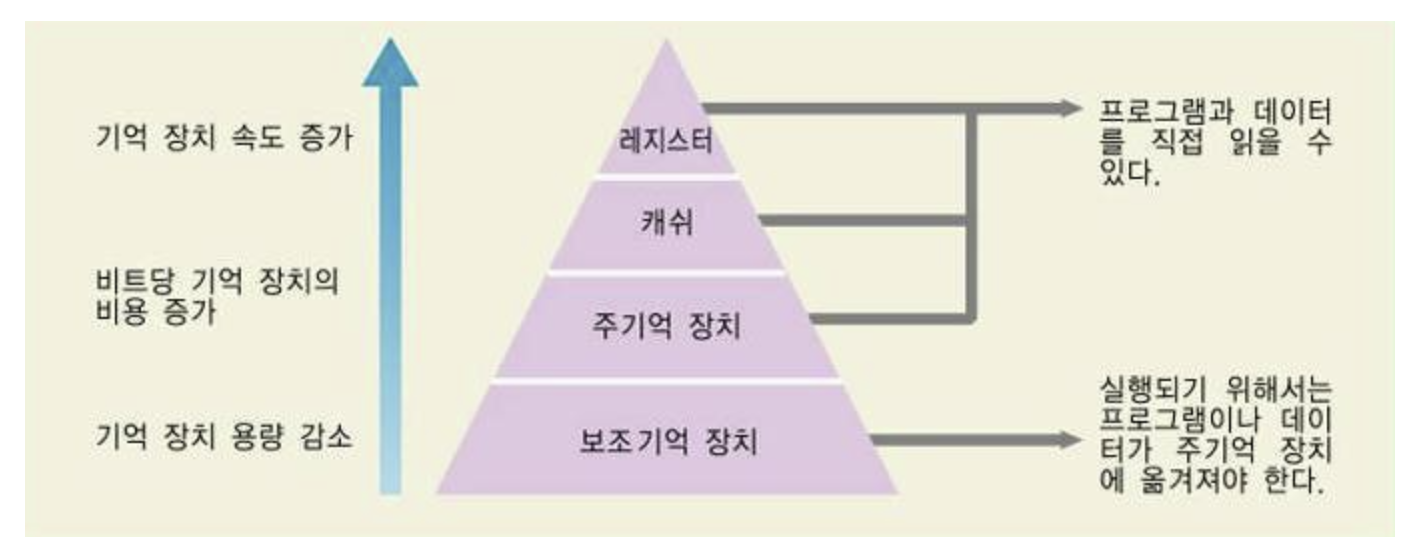 기억 장치 속도 증가
비트당 기억 장치의
비용 증가
기억 장치 용량 감소
레지스터
캐쉬
주기억 장치
보조기억 장치
프로그램과 데이터
를 직접 읽을 수
있다.
실행되기 위해서는
프로그램이나 데이
터가 주기억 장치
에 옮겨져야 한다.